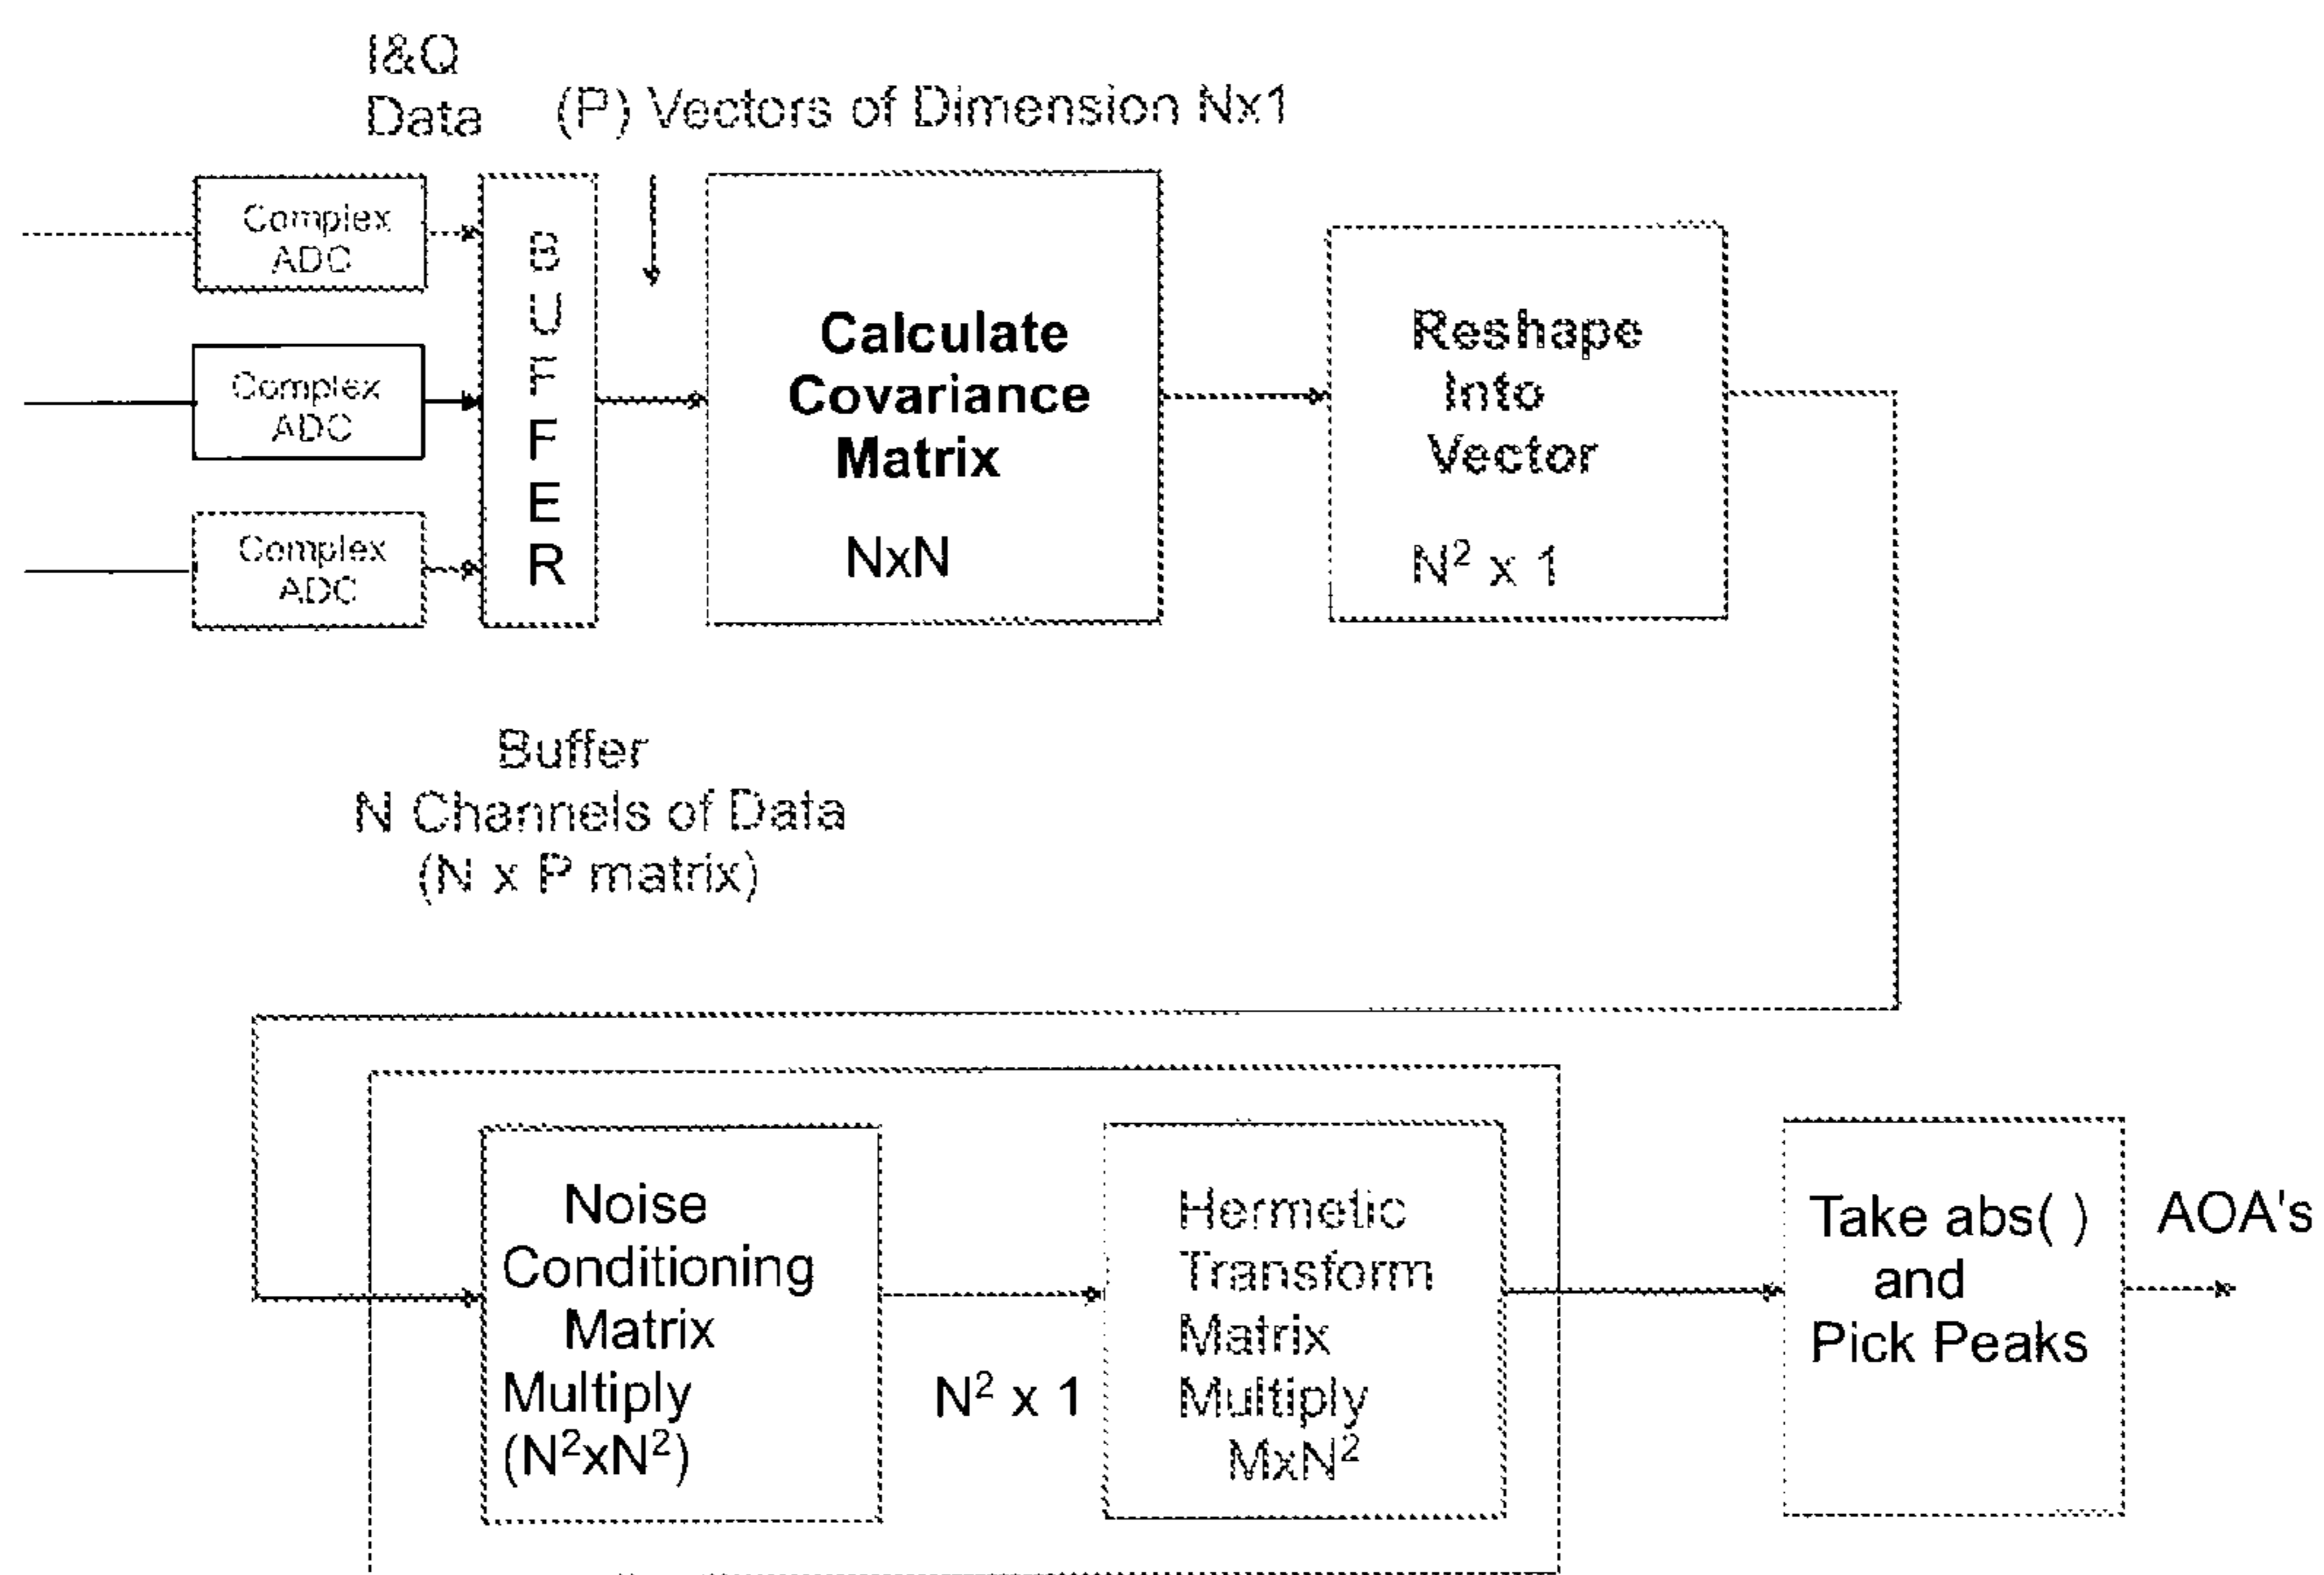 I&Q
Data
(P) Vectors of Dimension Nx1
Complex
ADC
Complex
ADC
Complex
ADC
B
U
F
F
E
R
Calculate
Covariance
Matrix
NxN
Reshape
Into
Vector
N² x 1
Buffer
N Channels of Data
(N x P matrix)
Noise
Conditioning
Matrix
Multiply
(N²xN²)
N² x 1
Hermetic
Transform
Matrix
Multiply
MxN²
Take abs( )
and
Pick Peaks
AOA's